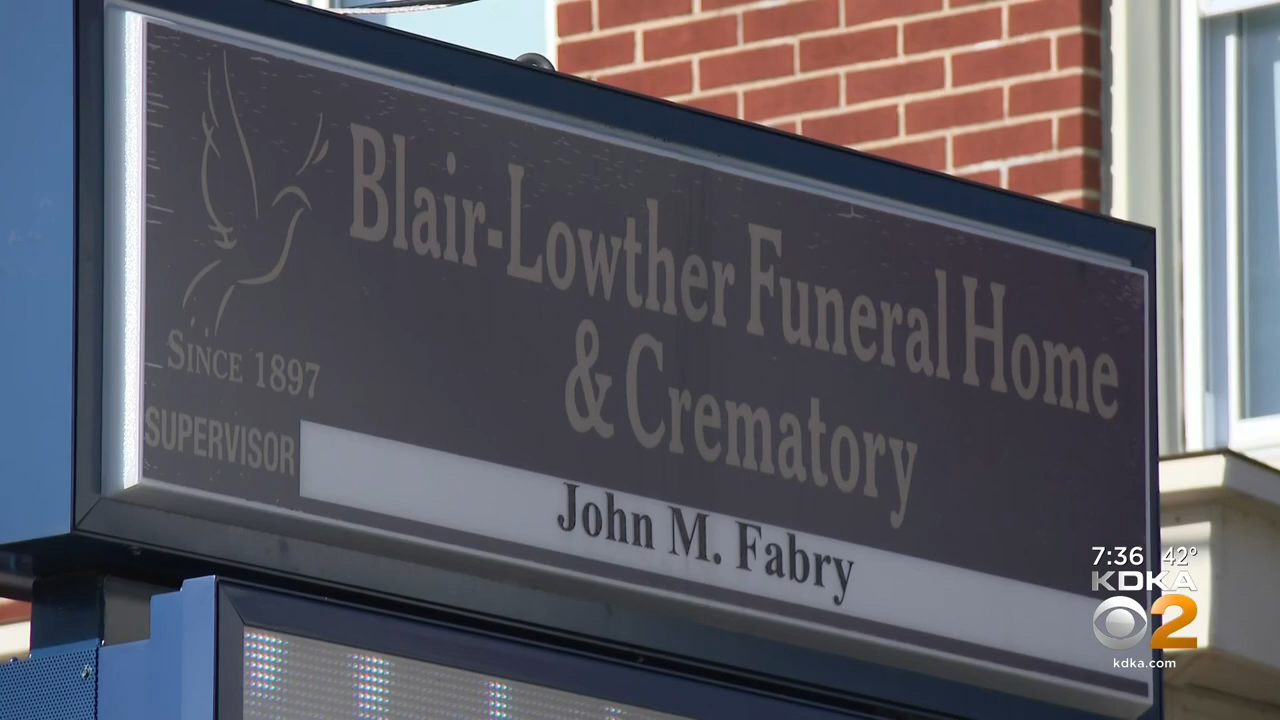 Blair-Lowther Funeral Home
& Crematory
SINCE 1897
SUPERVISOR
John M. Fabry
7:36 42°
KDKA
2
kdka.com